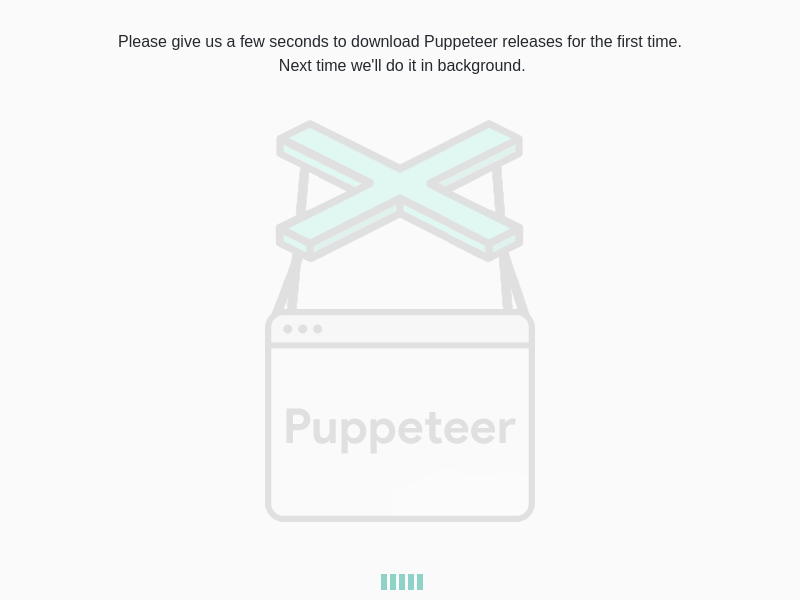 Please give us a few seconds to download Puppeteer releases for the first time.
Next time we'll do it in background.
Puppeteer